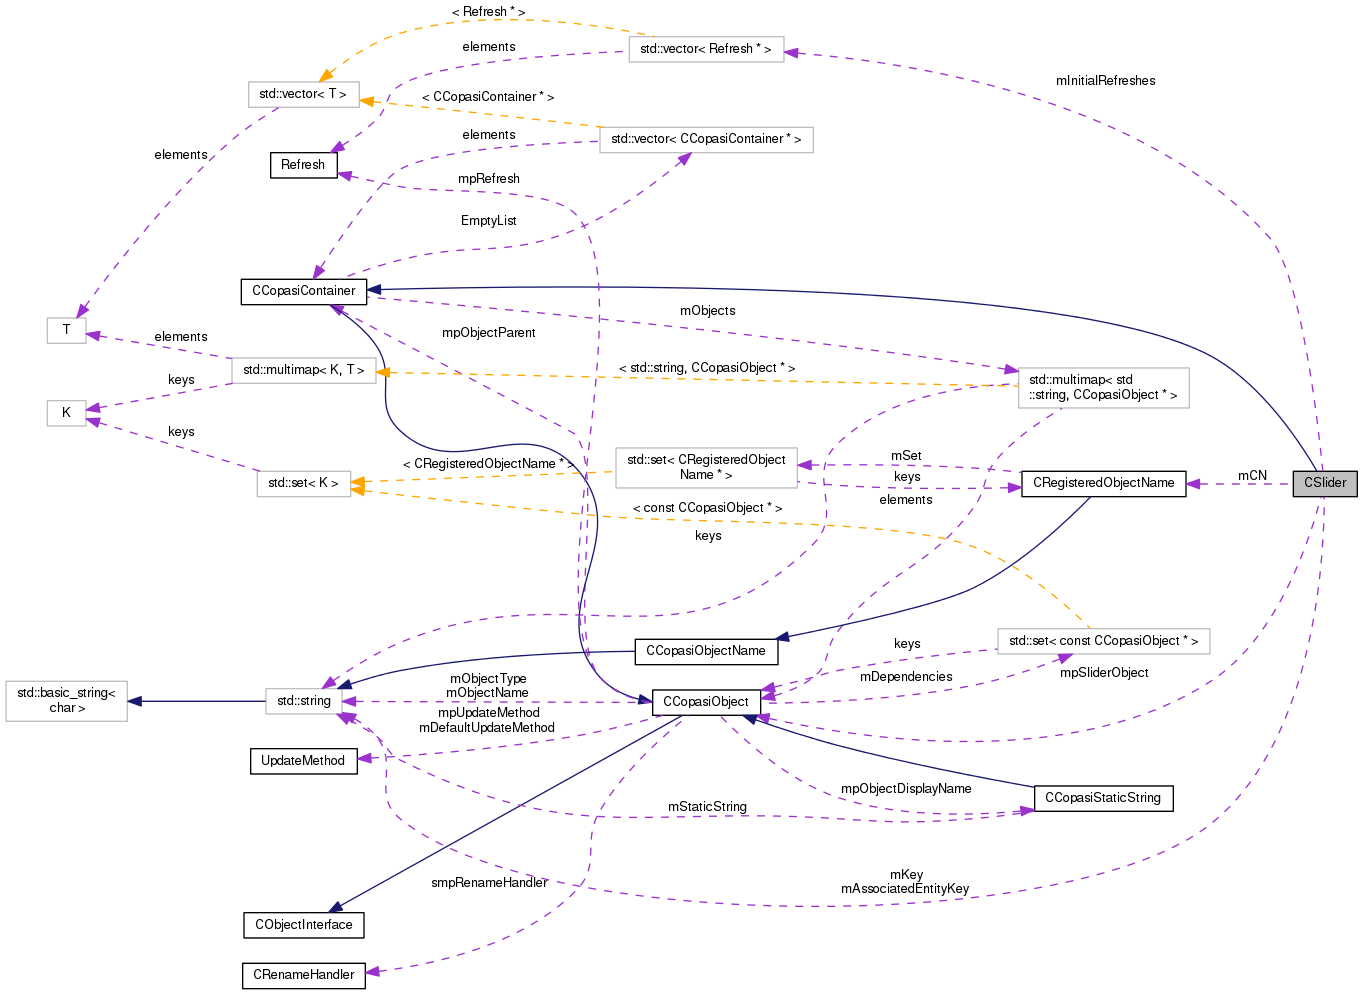 < Refresh * >
elements
std::vector< Refresh * >
mInitialRefreshes
std::vector< T >
< CCopasiContainer * >
elements
std::vector< CCopasiContainer * >
elements
Refresh
mpRefresh
EmptyList
CCopasiContainer
mObjects
T
elements
mpObjectParent
std::multimap< K, T >
< std::string, CCopasiObject * >
std::multimap< std
::string, CCopasiObject * >
keys
K
keys
< CRegisteredObjectName * >
std::set< CRegisteredObject
Name * >
mSet
keys
elements
std::set< K >
CRegisteredObjectName
mCN
CSlider
< const CCopasiObject * >
keys
CCopasiObjectName
keys
std::set< const CCopasiObject * >
mDependencies
mpSliderObject
std::basic_string<
char >
std::string
mObjectType
mObjectName
CCopasiObject
mpUpdateMethod
mDefaultUpdateMethod
UpdateMethod
mpObjectDisplayName
CCopasiStaticString
mStaticString
smpRenameHandler
mKey
mAssociatedEntityKey
CObjectInterface
CRenameHandler